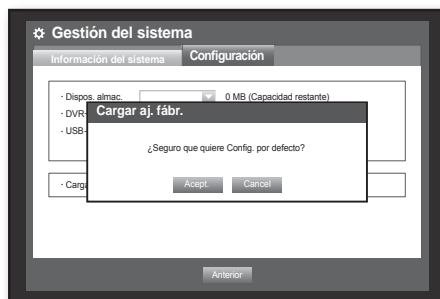 Gestión del sistema
Información del sistema Configuración
· Dispos. almac. 0 MB (Capacidad restante)
· DVR-
Cargar aj. fábr.
· USB-
¿Seguro que quiere Config. por defecto?
· Carga
Acept. Cancel
Anterior